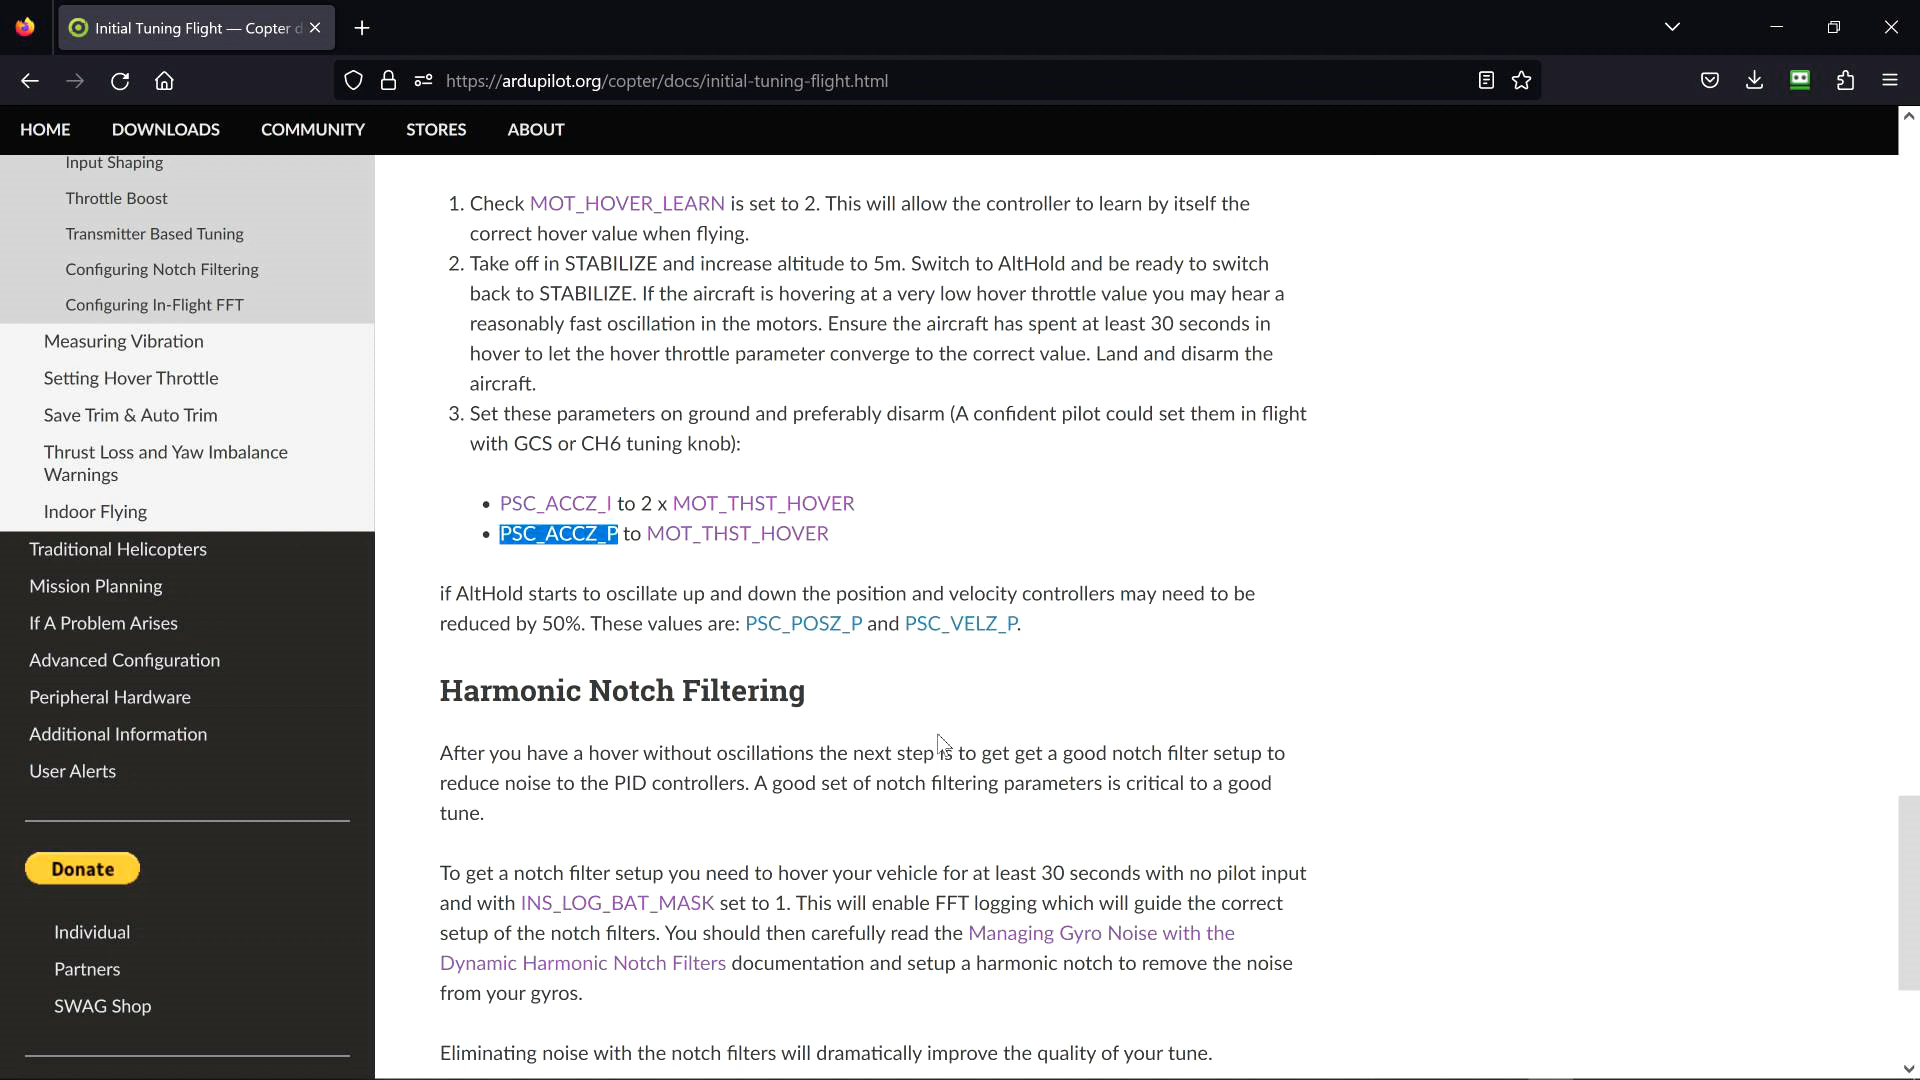 Initial Tuning Flight — Copter d
https://ardupilot.org/copter/docs/initial-tuning-flight.html
HOME DOWNLOADS COMMUNITY STORES ABOUT
Input Shaping
Throttle Boost
Transmitter Based Tuning
Configuring Notch Filtering
Configuring In-Flight FFT
Measuring Vibration
Setting Hover Throttle
Save Trim & Auto Trim
Thrust Loss and Yaw Imbalance
Warnings
Indoor Flying
Traditional Helicopters
Mission Planning
If A Problem Arises
Advanced Configuration
Peripheral Hardware
Additional Information
User Alerts
Donate
Individual
Partners
SWAG Shop
1. Check MOT_HOVER_LEARN is set to 2. This will allow the controller to learn by itself the
correct hover value when flying.
2. Take off in STABILIZE and increase altitude to 5m. Switch to AltHold and be ready to switch
back to STABILIZE. If the aircraft is hovering at a very low hover throttle value you may hear a
reasonably fast oscillation in the motors. Ensure the aircraft has spent at least 30 seconds in
hover to let the hover throttle parameter converge to the correct value. Land and disarm the
aircraft.
3. Set these parameters on ground and preferably disarm (A confident pilot could set them in flight
with GCS or CH6 tuning knob):
• PSC_ACCZ_I to 2 x MOT_THST_HOVER
• PSC_ACCZ_P to MOT_THST_HOVER
if AltHold starts to oscillate up and down the position and velocity controllers may need to be
reduced by 50%. These values are: PSC_POSZ_P and PSC_VELZ_P.
Harmonic Notch Filtering
After you have a hover without oscillations the next step is to get get a good notch filter setup to
reduce noise to the PID controllers. A good set of notch filtering parameters is critical to a good
tune.
To get a notch filter setup you need to hover your vehicle for at least 30 seconds with no pilot input
and with INS_LOG_BAT_MASK set to 1. This will enable FFT logging which will guide the correct
setup of the notch filters. You should then carefully read the Managing Gyro Noise with the
Dynamic Harmonic Notch Filters documentation and setup a harmonic notch to remove the noise
from your gyros.
Eliminating noise with the notch filters will dramatically improve the quality of your tune.